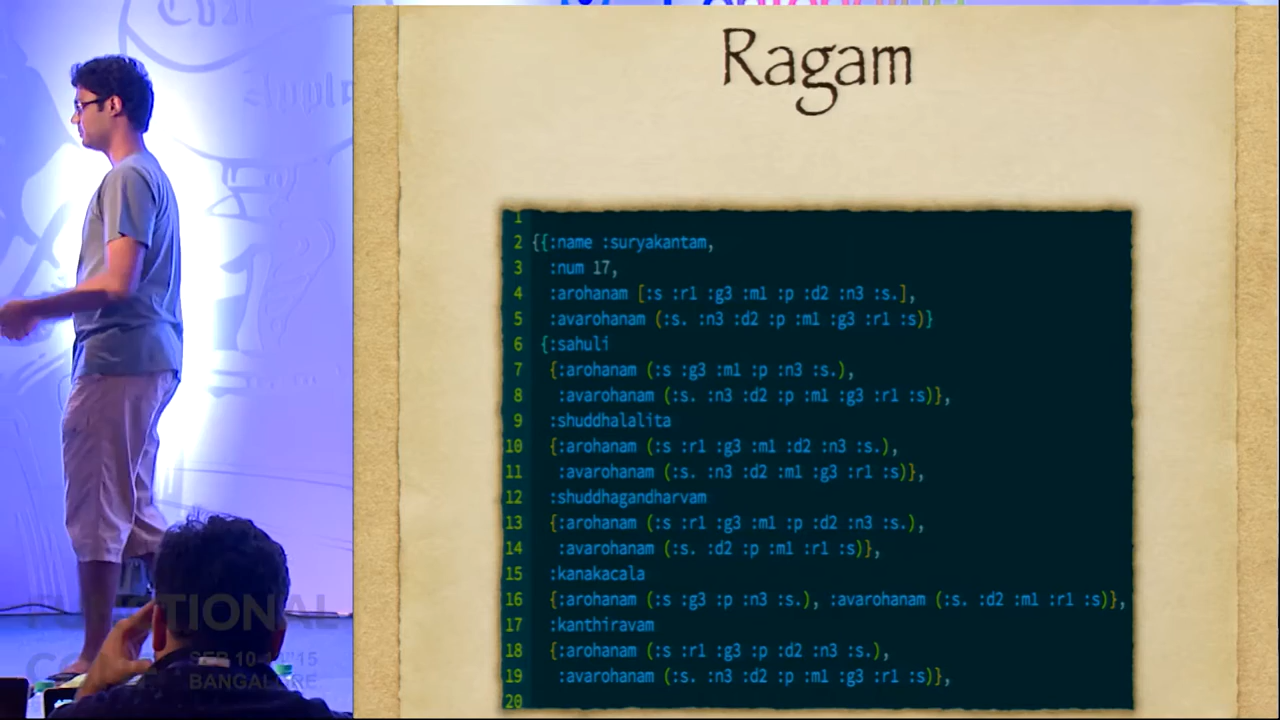 Ragam
1
2 {{:name :suryakantam,
3 :num 17,
4 :arohanam [:s :r1 :g3 :m1 :p :d2 :n3 :s.],
5 :avarohanam (:s. :n3 :d2 :p :m1 :g3 :r1 :s)}
6 {:sahuli
7 {:arohanam (:s :g3 :m1 :p :n3 :s.),
8 :avarohanam (:s. :n3 :d2 :p :m1 :g3 :r1 :s)},
9 :shuddhalalita
10 {:arohanam (:s :r1 :g3 :m1 :d2 :n3 :s.),
11 :avarohanam (:s. :n3 :d2 :m1 :g3 :r1 :s)},
12 :shuddhagandharvam
13 {:arohanam (:s :r1 :g3 :m1 :p :d2 :n3 :s.),
14 :avarohanam (:s. :d2 :p :m1 :r1 :s)},
15 :kanakacala
16 {:arohanam (:s :g3 :p :n3 :s.), :avarohanam (:s. :d2 :m1 :r1 :s)},
17 :kanthiravam
18 {:arohanam (:s :r1 :g3 :p :d2 :n3 :s.),
19 :avarohanam (:s. :n3 :d2 :p :m1 :g3 :r1 :s)},
20
FUNCTIONAL
CONF
BANGALORE